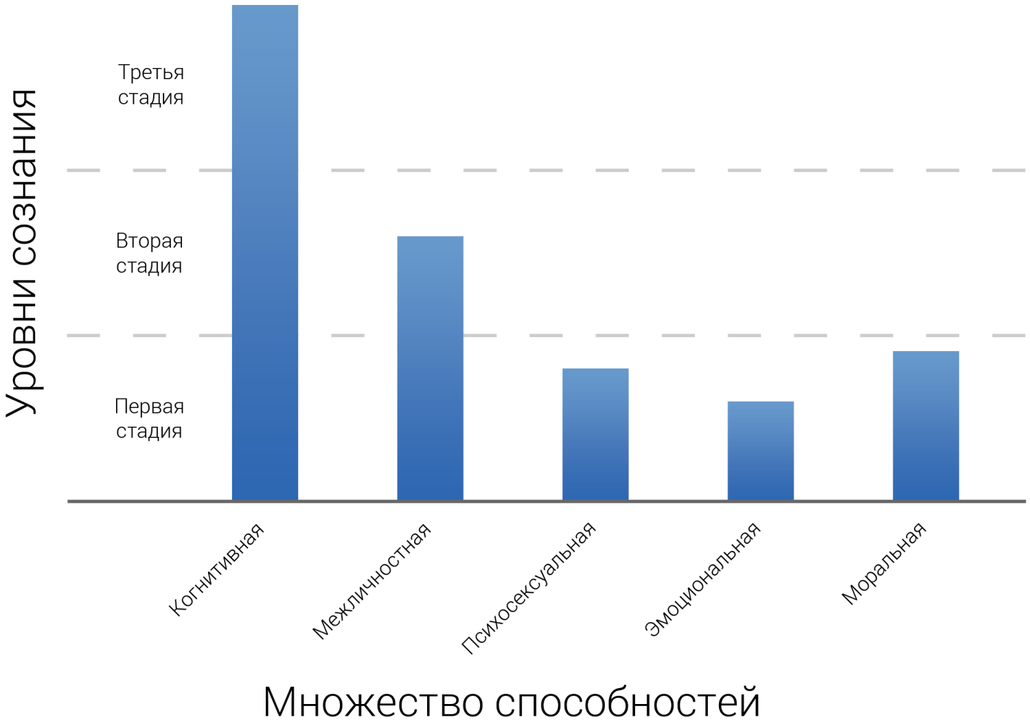 Уровни сознания
Третья
стадия
Вторая
стадия
Первая
стадия
Когнитивная
Межличностная
Психосексуальная
Эмоциональная
Моральная
Множество способностей